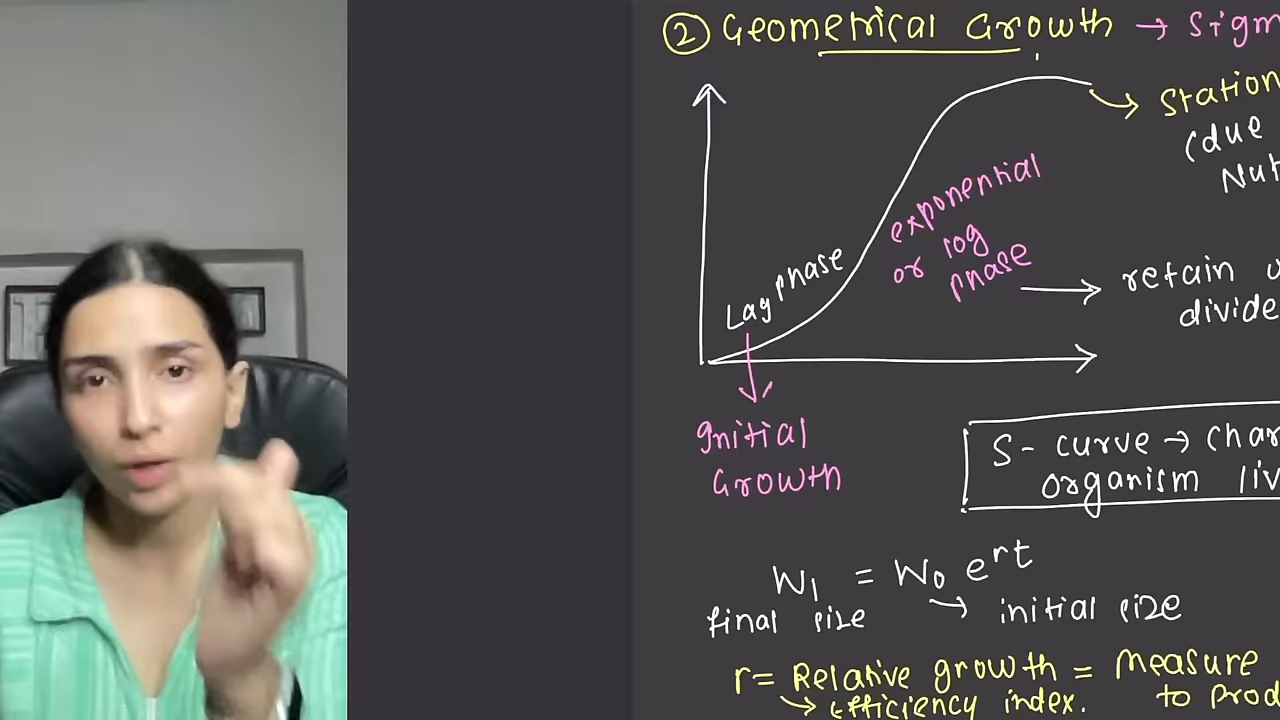 ② Geometrical Growth → Sigm
Station
(due
Nut
exponential
or log
phase
Lag phase
retain
divide
Initial
Growth
S- curve → Char
organism liv
W₁ = W₀ eʳᵗ
final size → initial size
r = Relative growth = Measure
→ Efficiency index. to prod